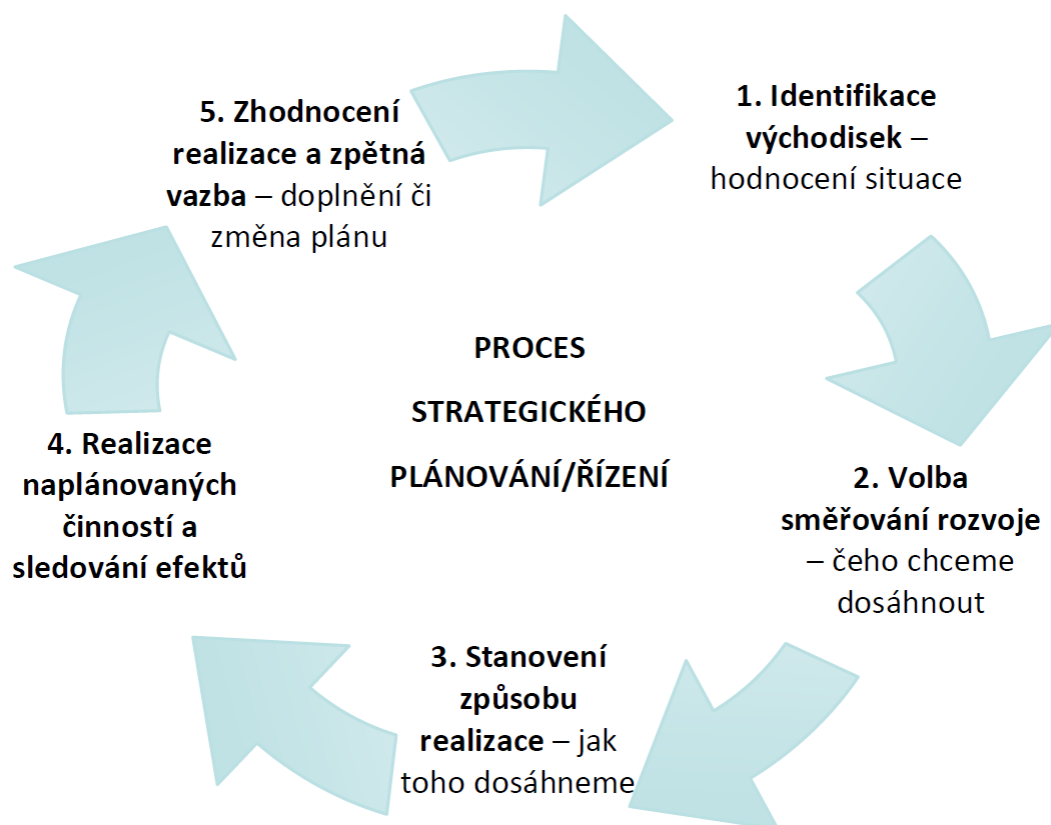 1. Identifikace
východisek –
hodnocení situace
2. Volba
směřování rozvoje
– čeho chceme
dosáhnout
3. Stanovení
způsobu
realizace – jak
toho dosáhneme
4. Realizace
naplánovaných
činností a
sledování efektů
5. Zhodnocení
realizace a zpětná
vazba – doplnění či
změna plánu
PROCES
STRATEGICKÉHO
PLÁNOVÁNÍ/ŘÍZENÍ